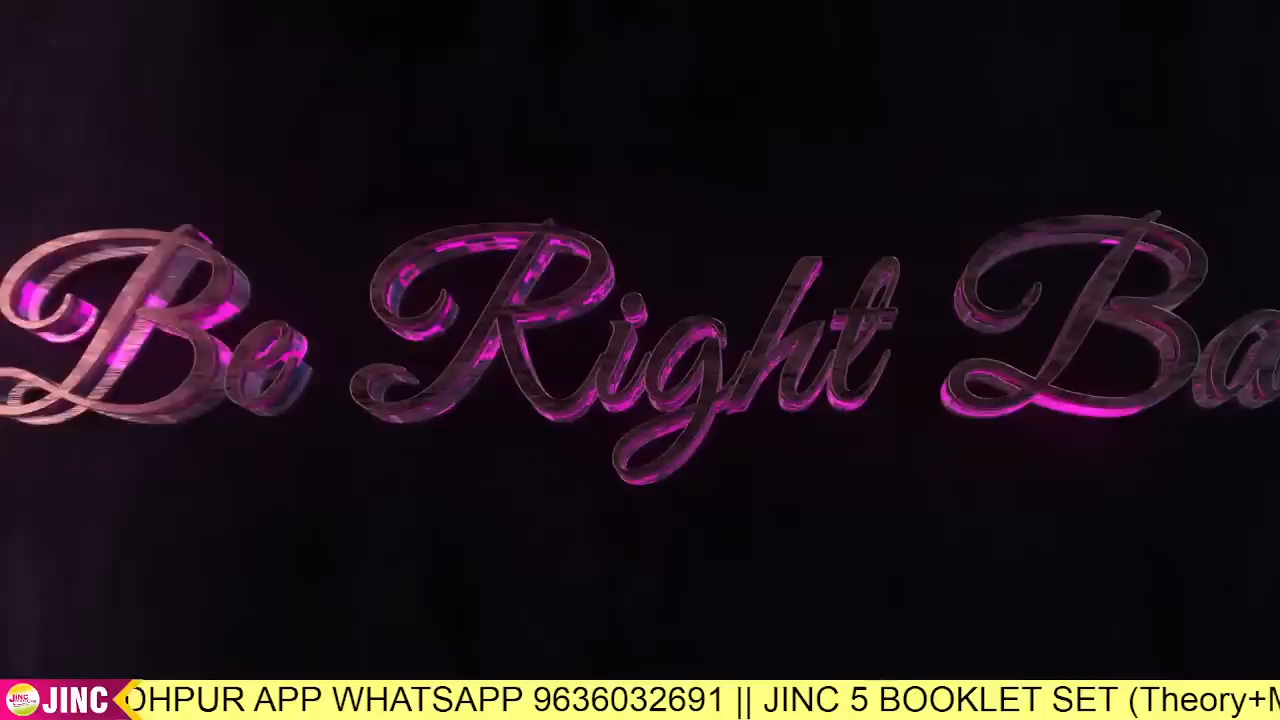 Be Right Ba
JINC OHPUR APP WHATSAPP 9636032691 || JINC 5 BOOKLET SET (Theory+M